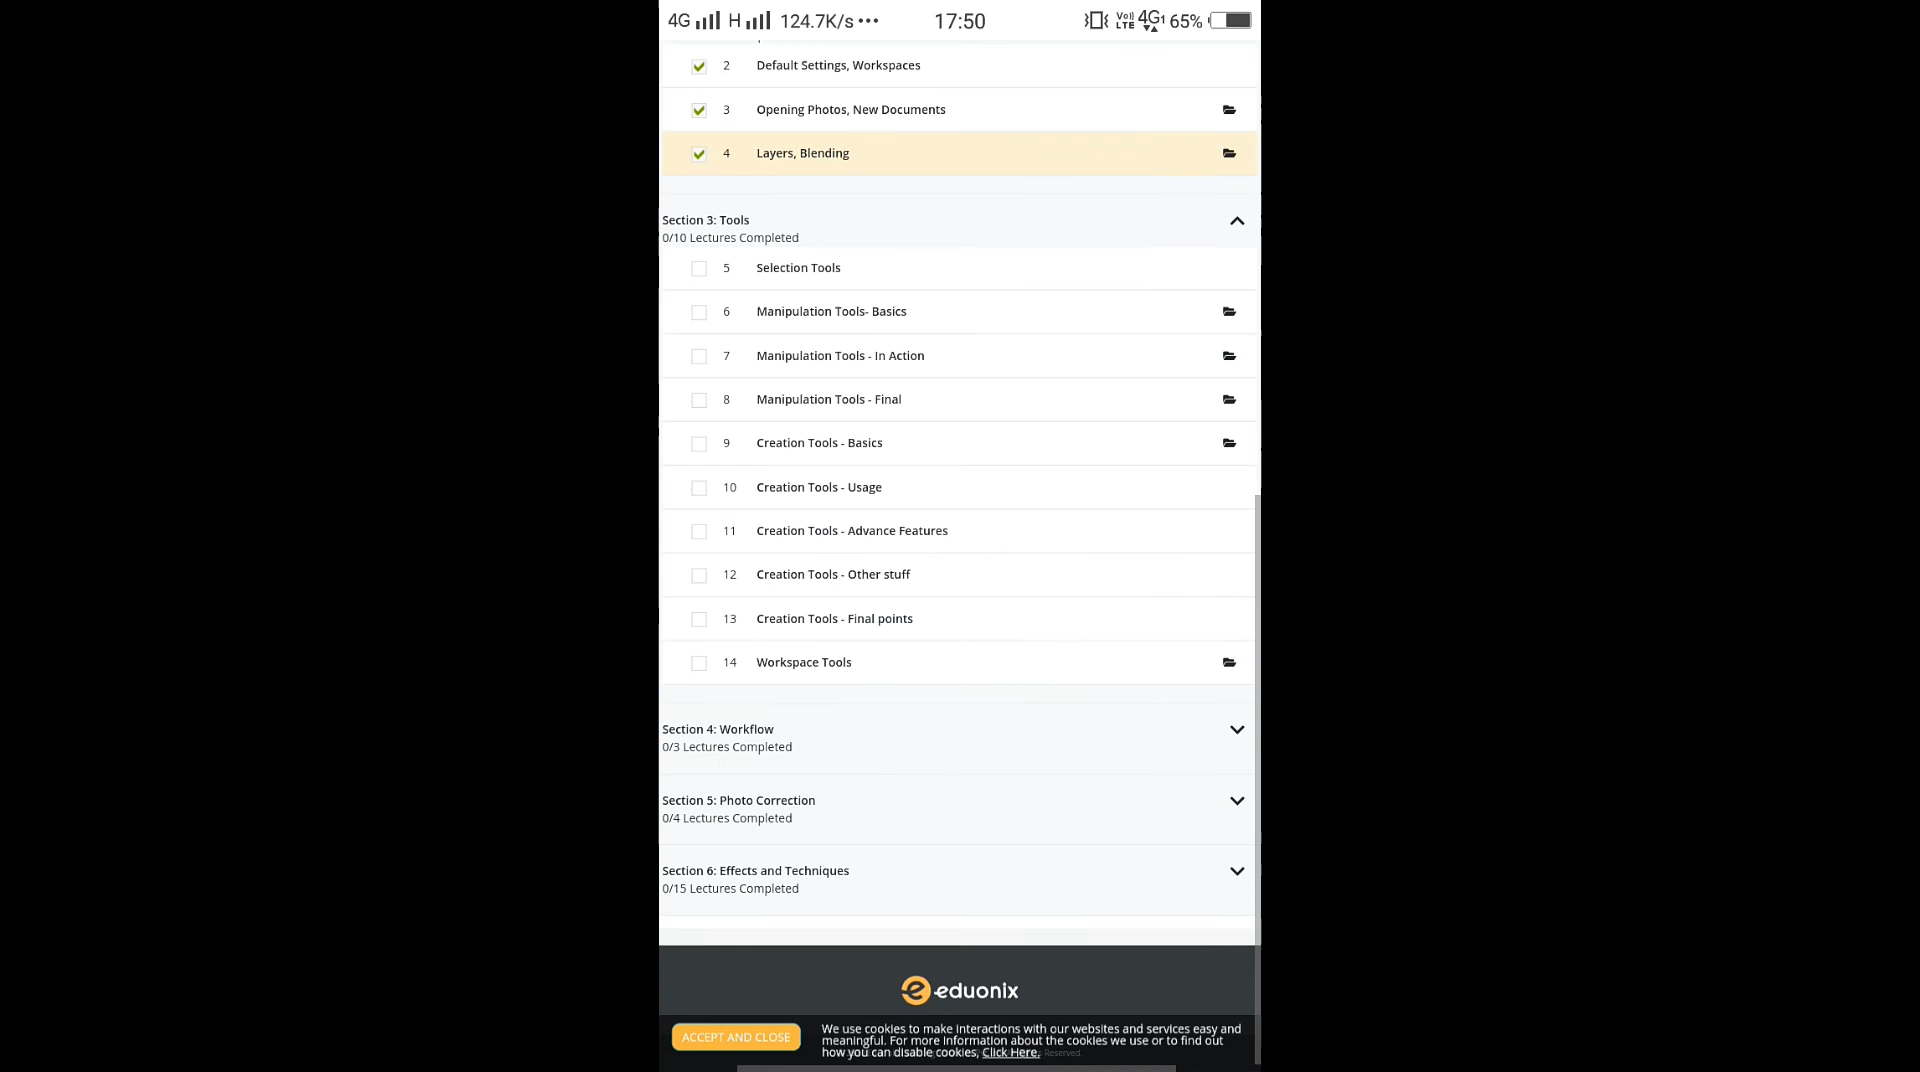 4G H 124.7K/s ••• 17:50 VoD LTE 4G1 65%
2 Default Settings, Workspaces
3 Opening Photos, New Documents
4 Layers, Blending
Section 3: Tools
0/10 Lectures Completed
5 Selection Tools
6 Manipulation Tools- Basics
7 Manipulation Tools - In Action
8 Manipulation Tools - Final
9 Creation Tools - Basics
10 Creation Tools - Usage
11 Creation Tools - Advance Features
12 Creation Tools - Other stuff
13 Creation Tools - Final points
14 Workspace Tools
Section 4: Workflow
0/3 Lectures Completed
Section 5: Photo Correction
0/4 Lectures Completed
Section 6: Effects and Techniques
0/15 Lectures Completed
eduonix
ACCEPT AND CLOSE
We use cookies to make interactions with our websites and services easy and
meaningful. For more information about the cookies we use or to find out
how you can disable cookies, Click Here. Reserved.